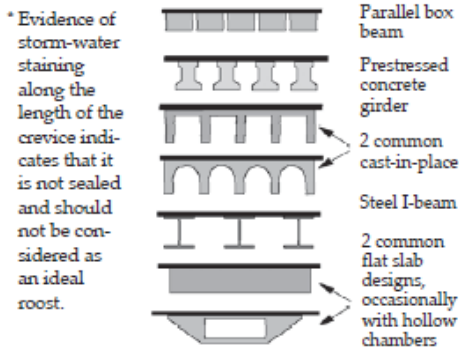 * Evidence of
storm-water
staining
along the
length of the
crevice indi-
cates that it
is not sealed
and should
not be con-
sidered as
an ideal
roost.
Parallel box
beam
Prestressed
concrete
girder
2 common
cast-in-place
Steel I-beam
2 common
flat slab
designs,
occasionally
with hollow
chambers